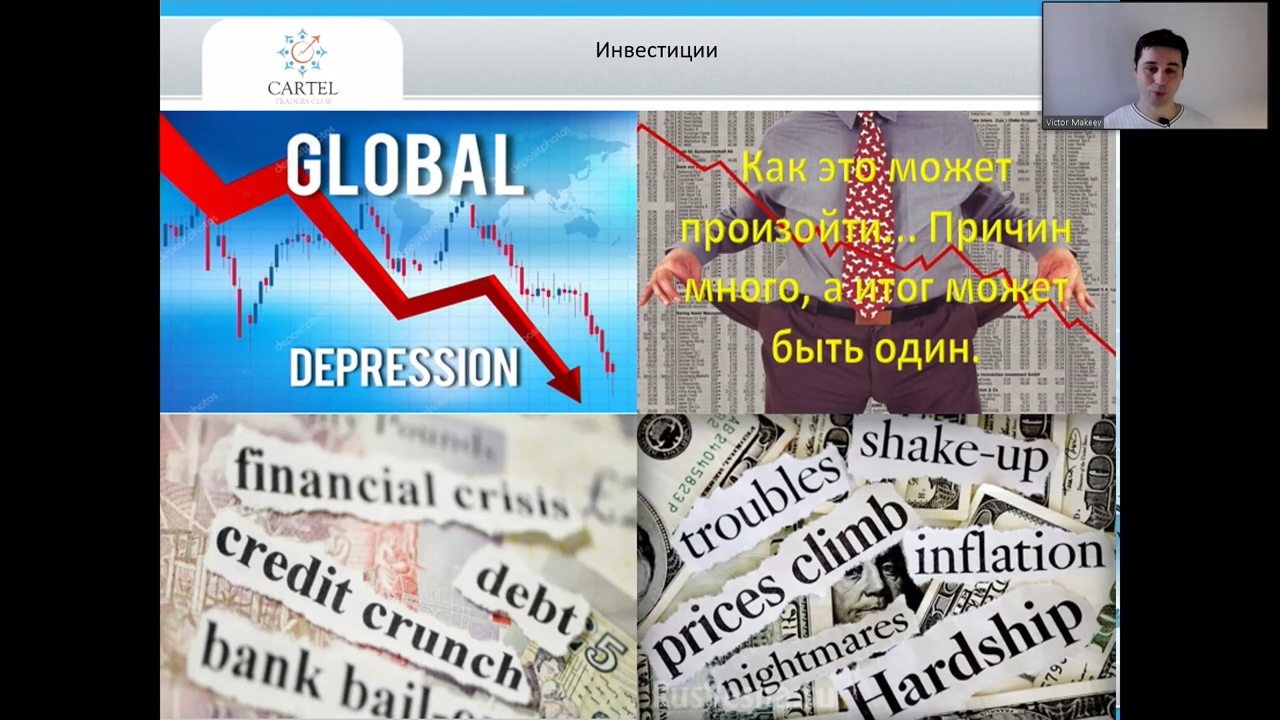 Инвестиции
CARTEL
TRADERS CLUB
Victor Makeev
GLOBAL
DEPRESSION
Как это может
произойти... Причин
много, а итог может
быть один.
financial crisis
credit crunch
debt
bank bail-
shake-up
troubles
prices climb
inflation
nightmares
Hardship